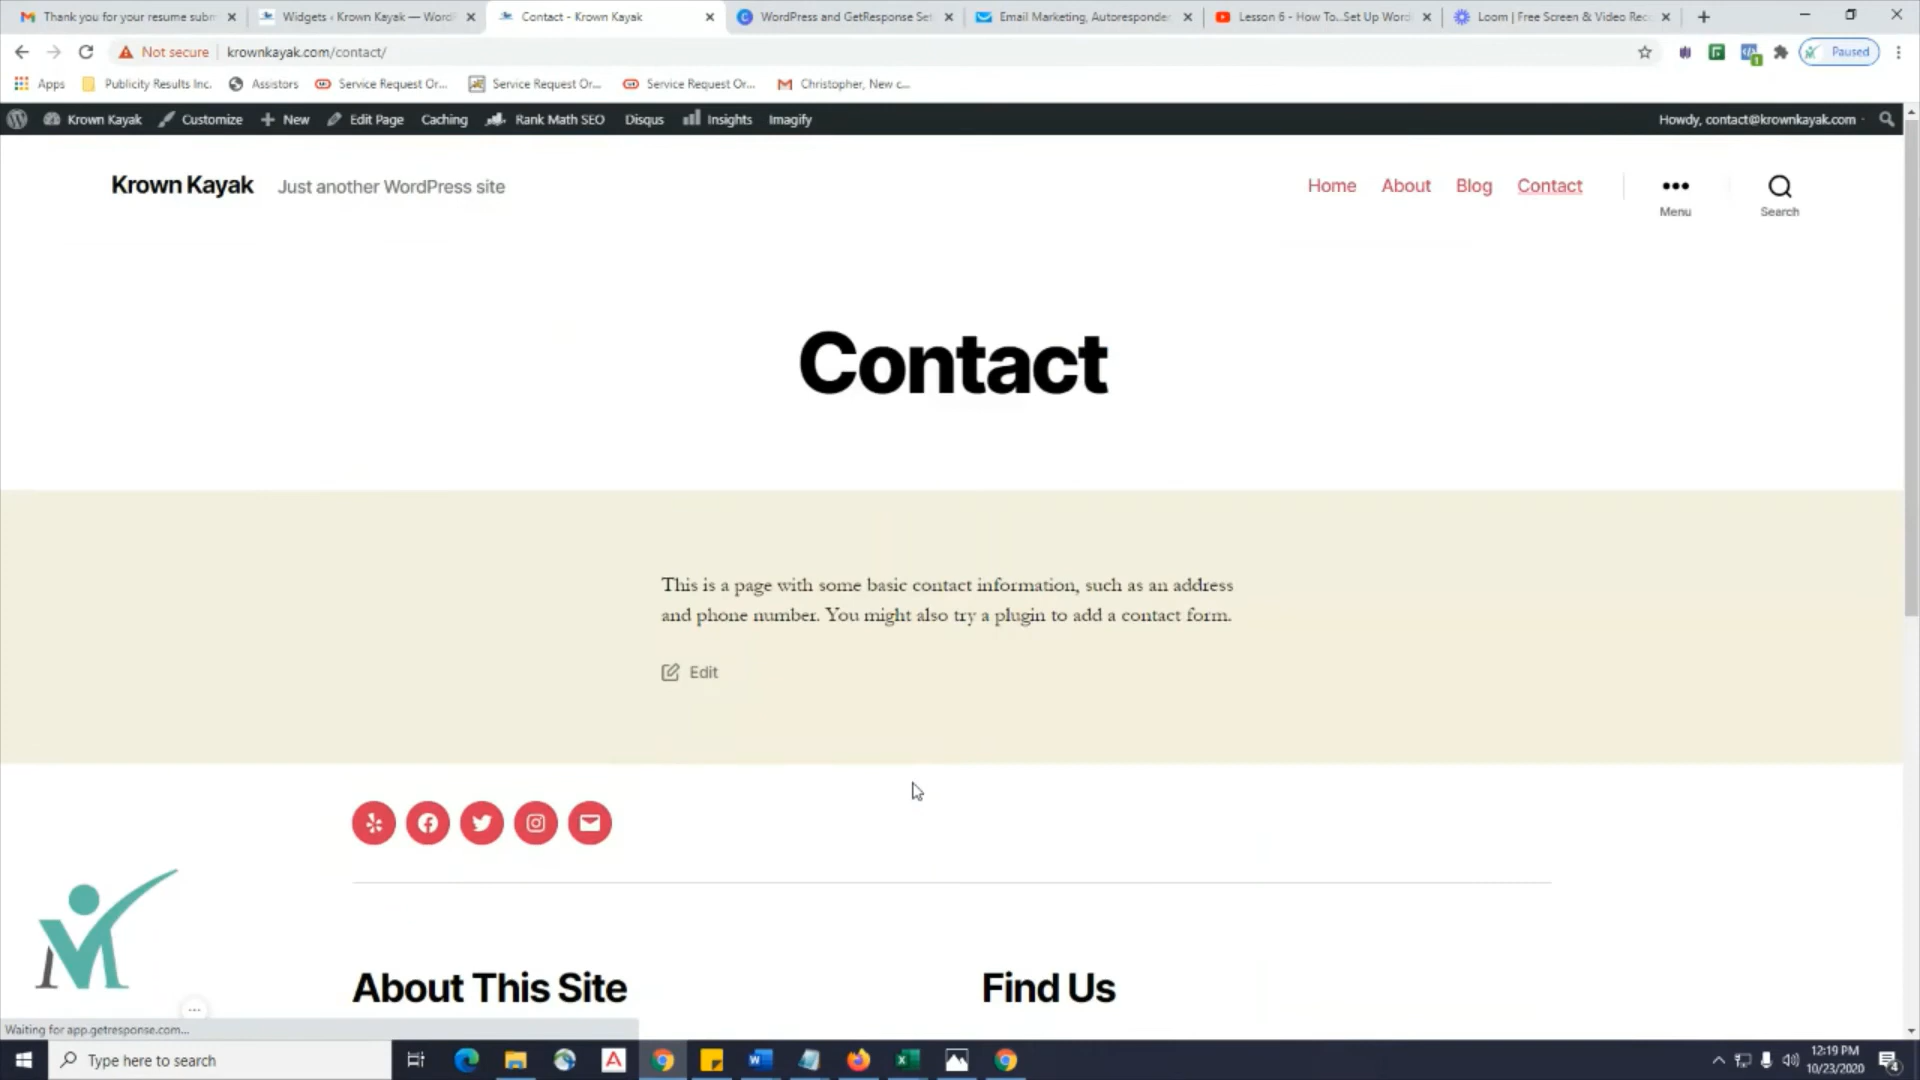 Thank you for your resume subm
Widgets ‹ Krown Kayak — WordP
Contact - Krown Kayak
WordPress and GetResponse Set
Email Marketing, Autoresponder
Lesson 6 - How To...Set Up Word
Loom | Free Screen & Video Rec
Not secure
krownkayak.com/contact/
Paused
Apps
Publicity Results Inc.
Assistors
Service Request Or...
Service Request Or...
Service Request Or...
Christopher, New c...
Krown Kayak
Customize
New
Edit Page
Caching
Rank Math SEO
Disqus
Insights
Imagify
Howdy, contact@krownkayak.com
Krown Kayak
Just another WordPress site
Home
About
Blog
Contact
Menu
Search
Contact
This is a page with some basic contact information, such as an address
and phone number. You might also try a plugin to add a contact form.
Edit
About This Site
Find Us
Waiting for app.getresponse.com...
Type here to search
12:19 PM
10/23/2020
4